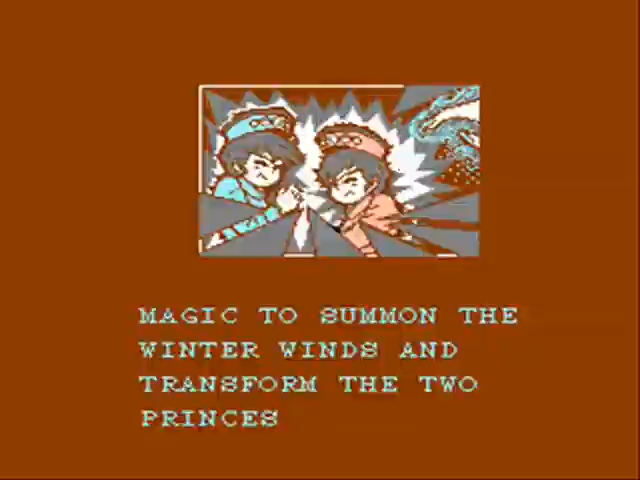 MAGIC TO SUMMON THE
WINTER WINDS AND
TRANSFORM THE TWO
PRINCES